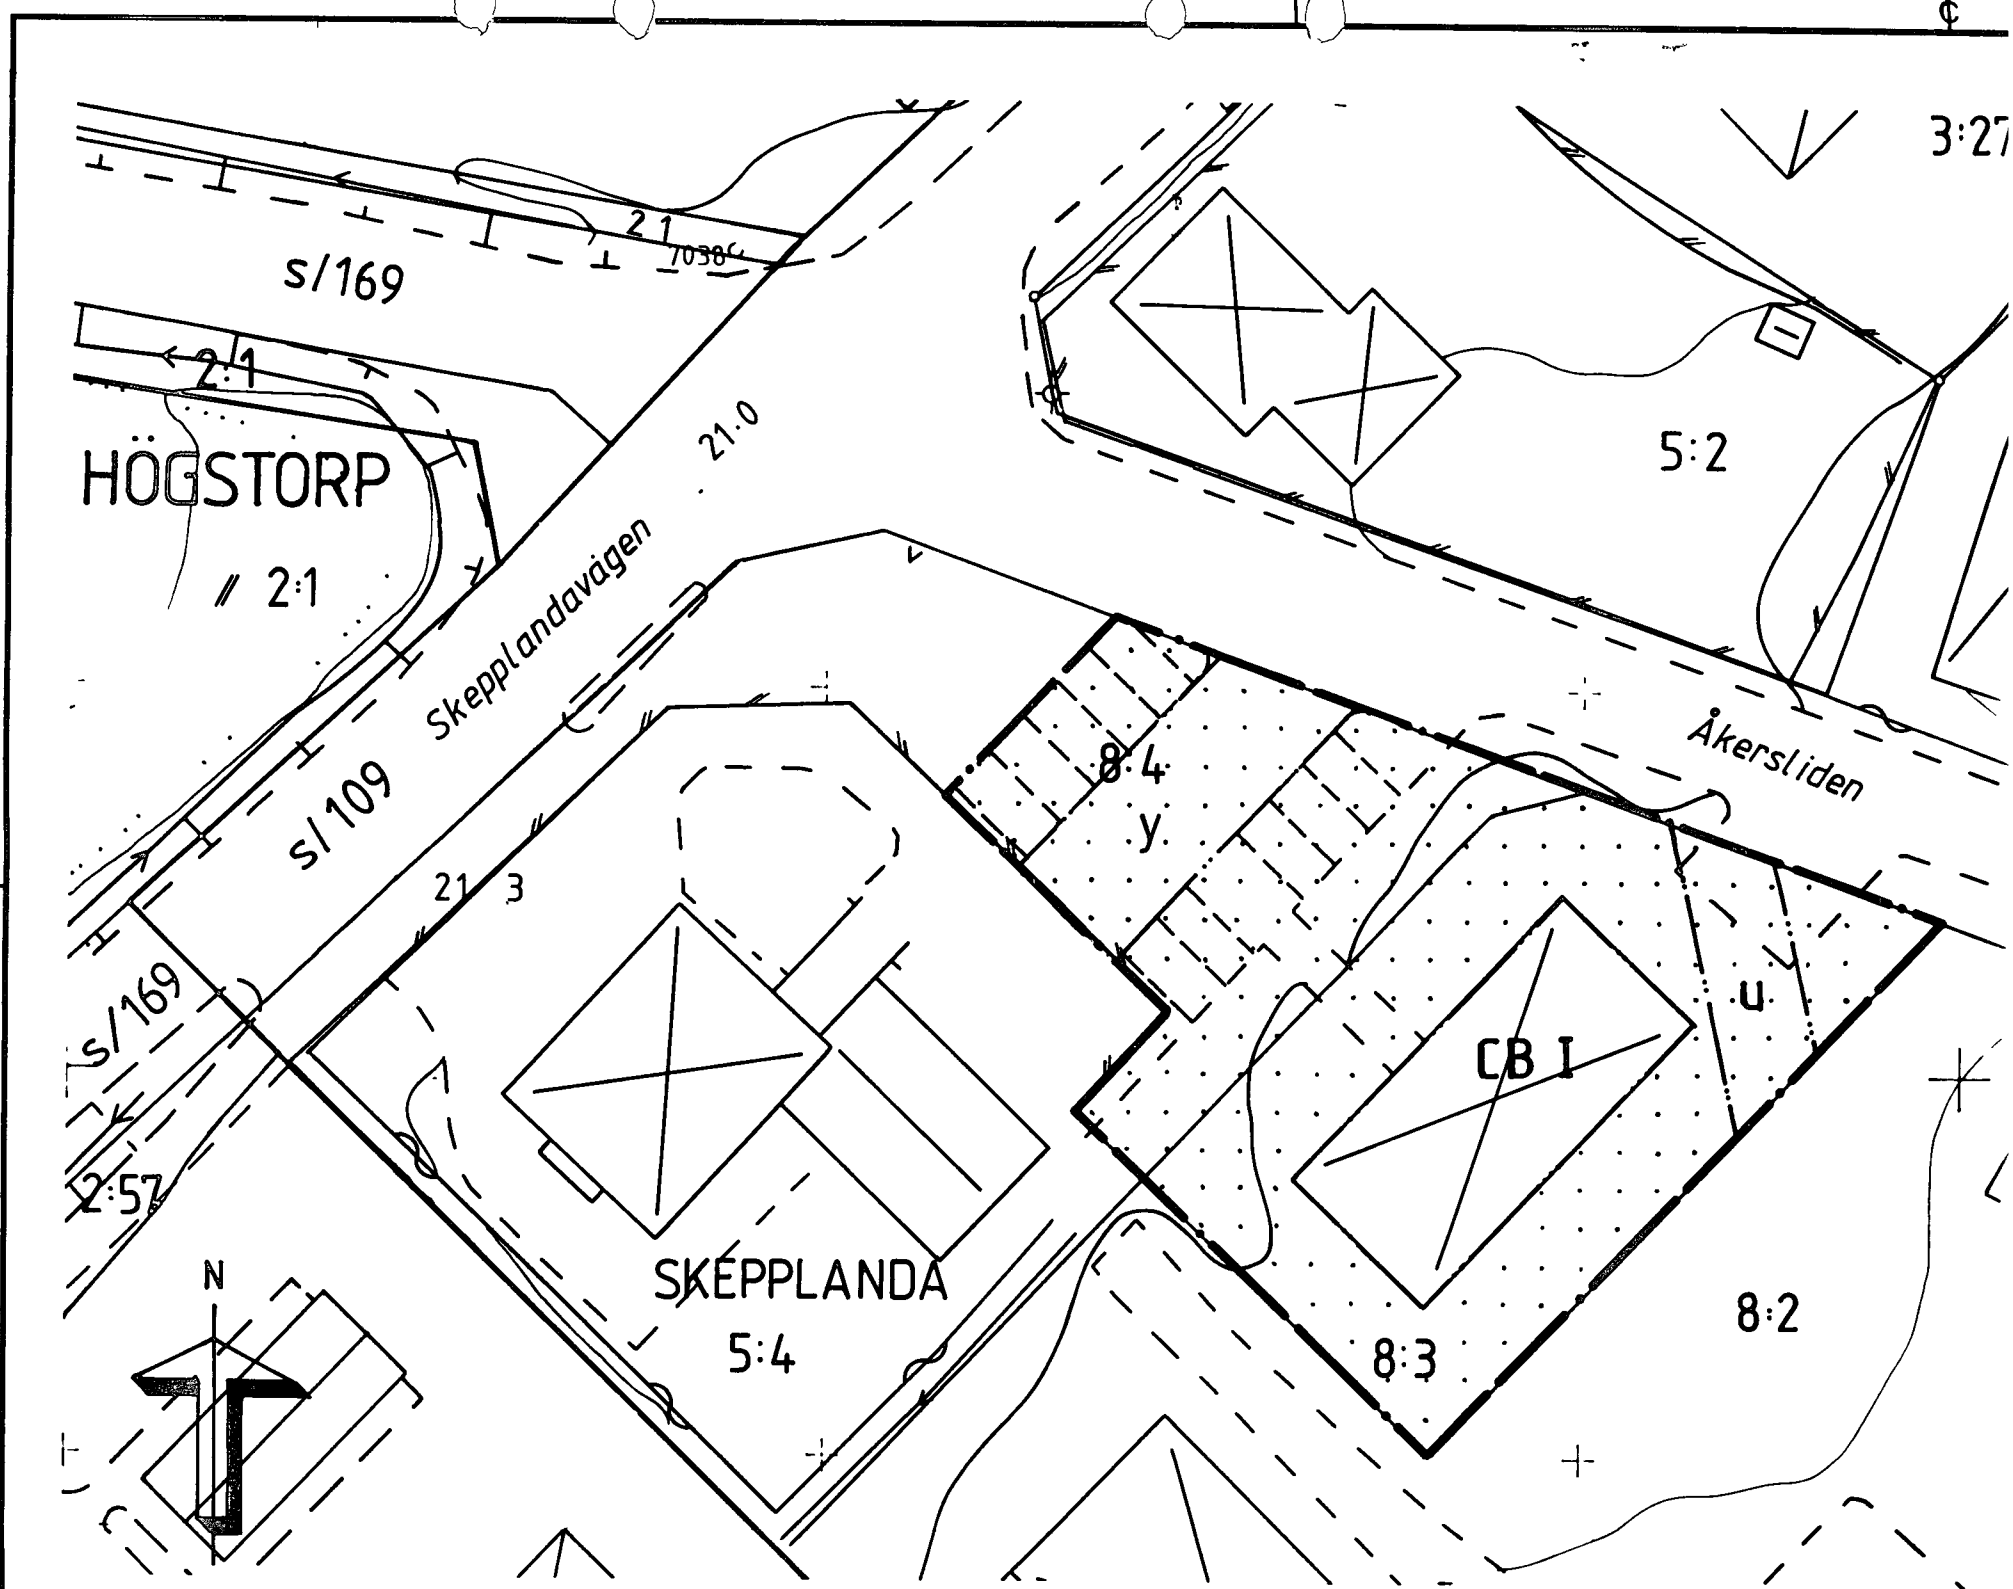 3:27
2 1
7038
s/169
2:1
21.0
HÖGSTORP
5:2
2:1
Skepplandavägen
Åkersliden
8:4
s/109
y
21 3
s/169
u
CB I
2:57
N
SKEPPLANDA
8:2
5:4
8:3